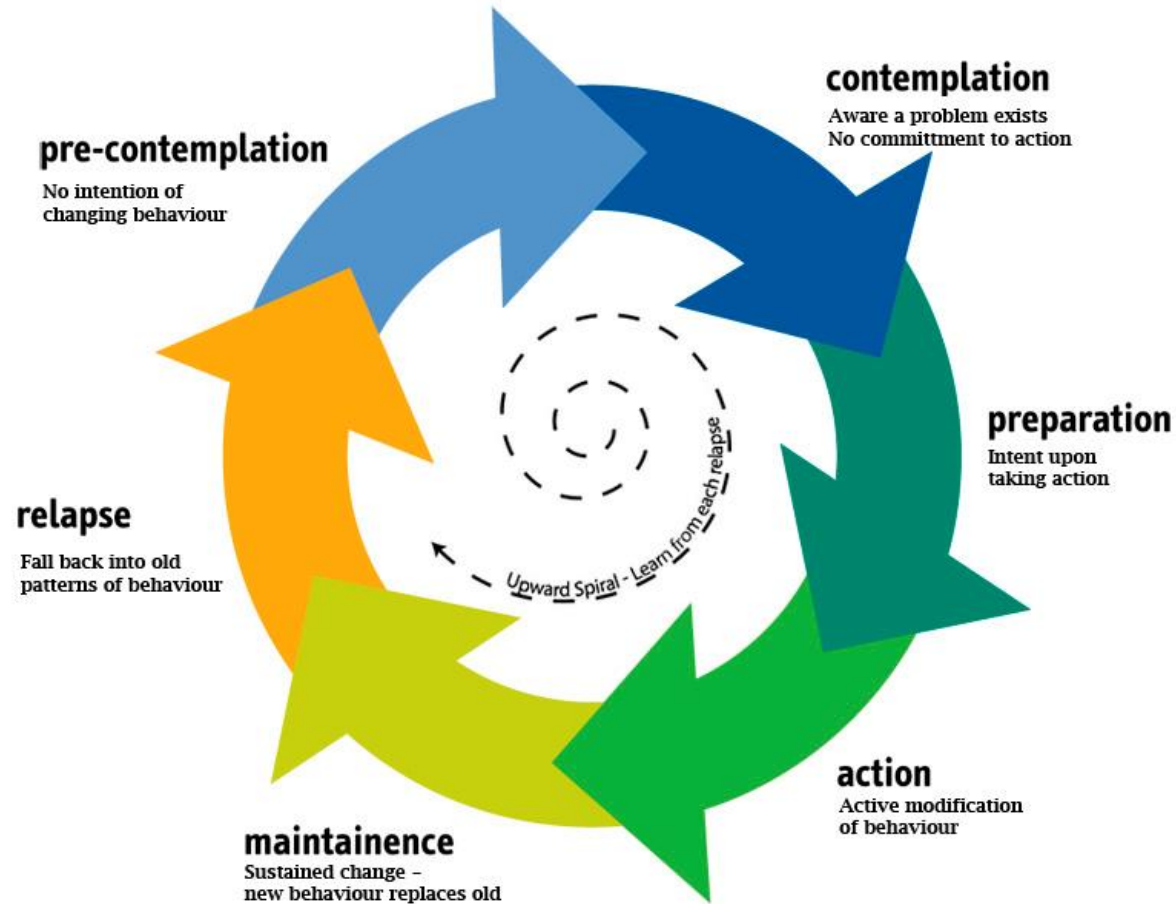 pre-contemplation
No intention of
changing behaviour
contemplation
Aware a problem exists
No committment to action
preparation
Intent upon
taking action
action
Active modification
of behaviour
maintainence
Sustained change –
new behaviour replaces old
relapse
Fall back into old
patterns of behaviour
Upward Spiral - Learn from each relapse